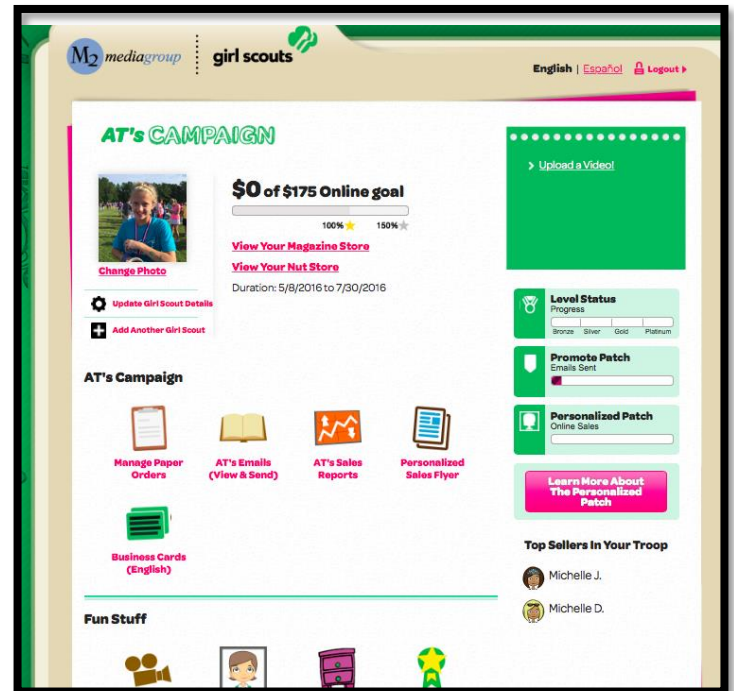 M2 mediagroup
girl scouts
English | Español Logout
AT's CAMPAIGN
$0 of $175 Online goal
100% 150%
View Your Magazine Store
View Your Nut Store
Duration: 5/8/2016 to 7/30/2016
Change Photo
Update Girl Scout Details
Add Another Girl Scout
Upload a Video!
Level Status
Progress
Bronze Silver Gold Platinum
Promote Patch
Emails Sent
Personalized Patch
Online Sales
Learn More About
The Personalized
Patch
Top Sellers In Your Troop
Michelle J.
Michelle D.
AT's Campaign
Manage Paper
Orders
AT's Emails
(View & Send)
AT's Sales
Reports
Personalized
Sales Flyer
Business Cards
(English)
Fun Stuff